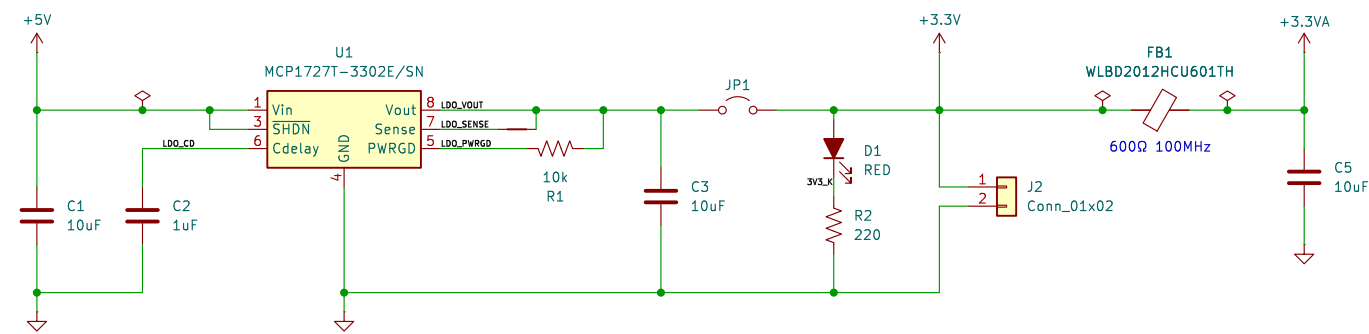 +5V
+3.3V
+3.3VA
U1
MCP1727T-3302E/SN
FB1
WLBD2012HCU601TH
JP1
1 Vin Vout 8 LDO_VOUT
3 SHDN Sense 7 LDO_SENSE
LDO_CD 6 Cdelay GND PWRGD 5 LDO_PWRGD
4
600Ω 100MHz
D1
RED
3V3_K
10k
R1
C5
10uF
C1
10uF
C2
1uF
C3
10uF
1
2
J2
Conn_01x02
R2
220